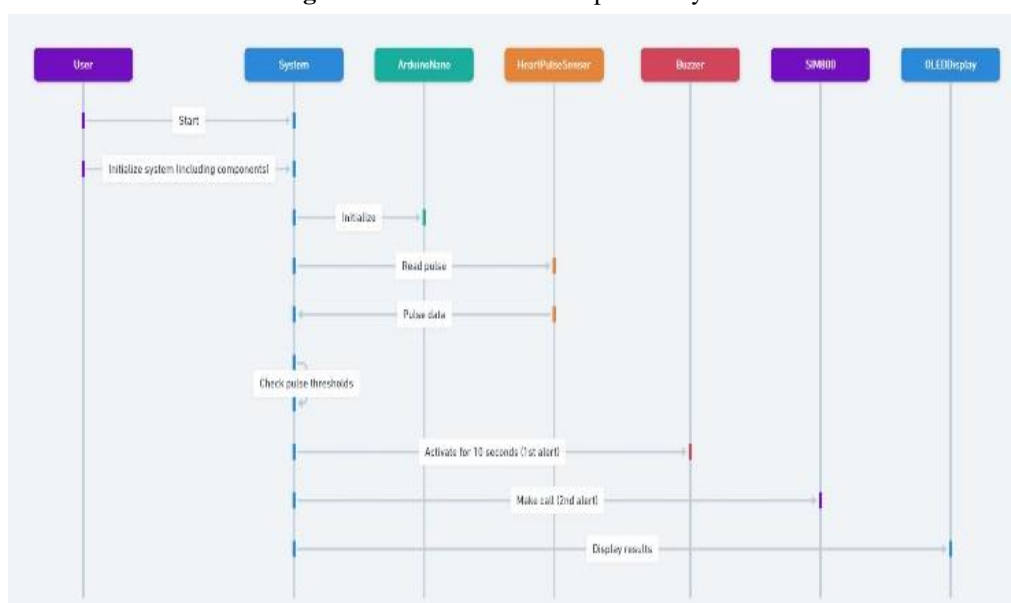 User
System
ArduinoNano
HeartPulseSensor
Buzzer
SIM800
OLEDDisplay
Start
Initialize system (including components)
Initialize
Read pulse
Pulse data
Check pulse thresholds
Activate for 10 seconds (1st alert)
Make call (2nd alert)
Display results